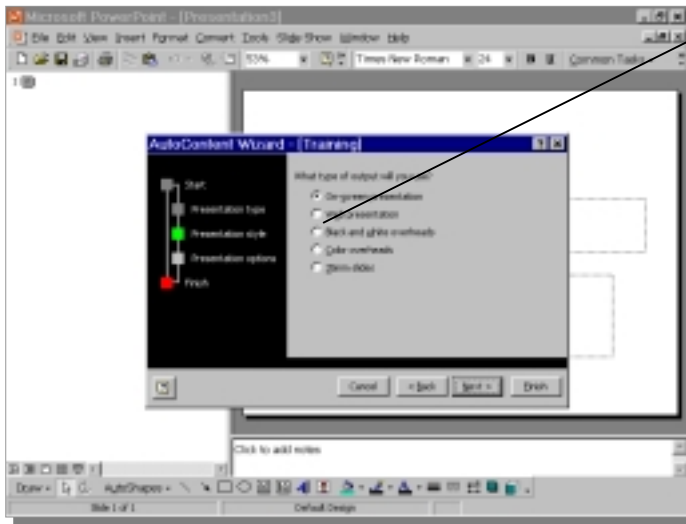 Microsoft PowerPoint - [Presentation3]
File Edit View Insert Format Convert Tools Slide Show Window Help
53% Times New Roman 24 B U Common Tasks
1
AutoContent Wizard - [Training]
What type of output will you use?
Start
Presentation type
Presentation style
Presentation options
Finish
On-screen presentation
Web presentation
Black and white overheads
Color overheads
35mm slides
Cancel < Back Next > Finish
Click to add notes
Draw AutoShapes
Slide 1 of 1 Default Design